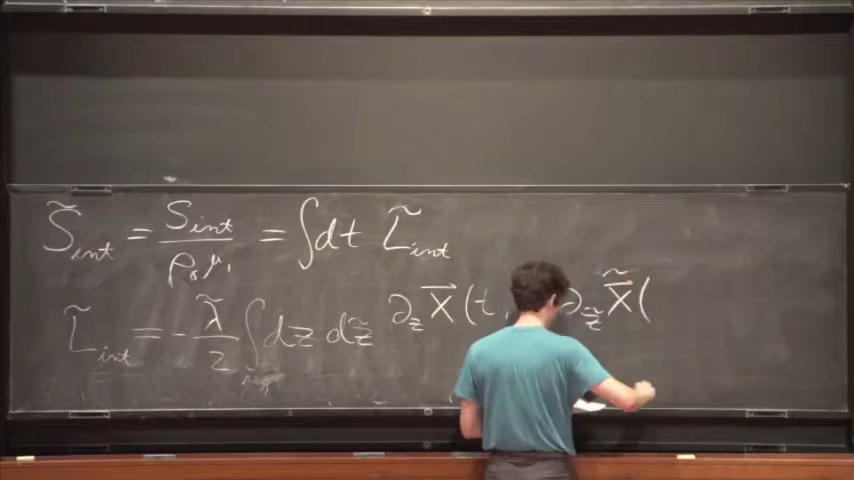 S̃_int = S_int / ρ_0 μ_1 = ∫ dt L̃_int
L̃_int = - λ̃/2 ∫ dz dz̃ ∂_z X⃗(t, ∂_z̃ X̃(